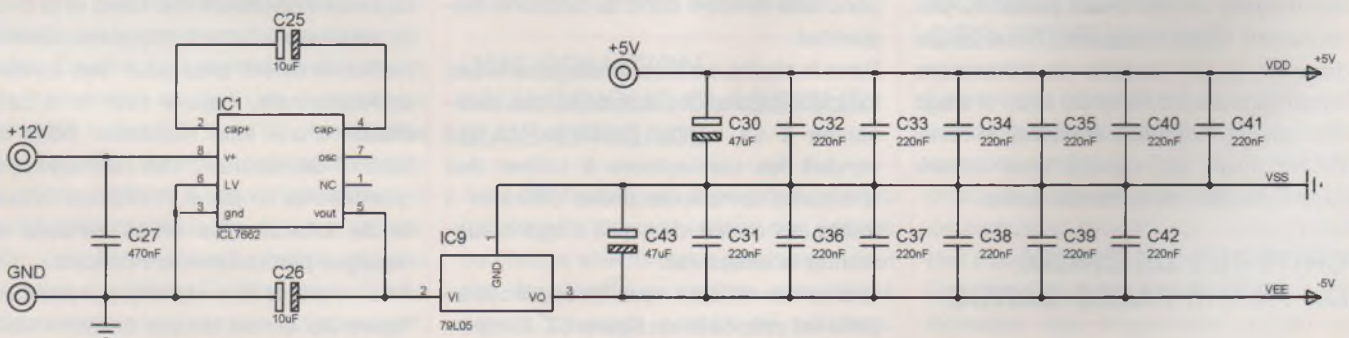 C25
10uF
IC1
2 cap+ cap- 4
8 v+ osc 7
6 LV NC 1
3 gnd vout 5
ICL7662
+12V
GND
C27
470nF
C26
10uF
IC9
1
GND
2 VI VO 3
79L05
+5V
VDD +5V
C30
47uF
C32
220nF
C33
220nF
C34
220nF
C35
220nF
C40
220nF
C41
220nF
VSS
C43
47uF
C31
220nF
C36
220nF
C37
220nF
C38
220nF
C39
220nF
C42
220nF
VEE -5V